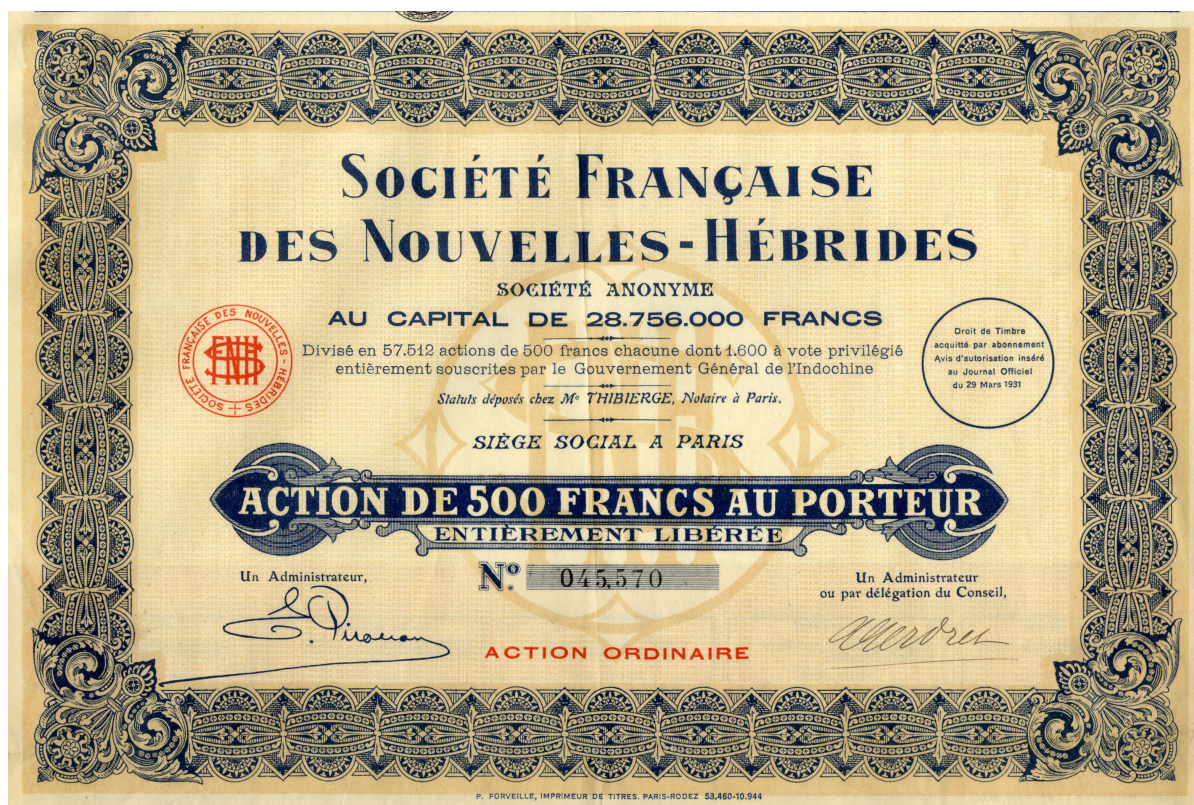 SOCIÉTÉ FRANÇAISE
DES NOUVELLES-HÉBRIDES
SOCIÉTÉ ANONYME
AU CAPITAL DE 28.756.000 FRANCS
Divisé en 57.512 actions de 500 francs chacune dont 1.600 à vote privilégié
entièrement souscrites par le Gouvernement Général de l'Indochine
Statuts déposés chez Me THIBIERGE, Notaire à Paris.
SIÈGE SOCIAL A PARIS
SOCIÉTÉ FRANÇAISE DES NOUVELLES-HÉBRIDES
SFNH
Droit de Timbre
acquitté par abonnement
Avis d'autorisation inséré
au Journal Officiel
du 29 Mars 1931
ACTION DE 500 FRANCS AU PORTEUR
ENTIÈREMENT LIBÉRÉE
No. 045,570
Un Administrateur,
Un Administrateur
ou par délégation du Conseil,
ACTION ORDINAIRE
P. FORVEILLE, IMPRIMEUR DE TITRES. PARIS-RODEZ 53.460-10.944